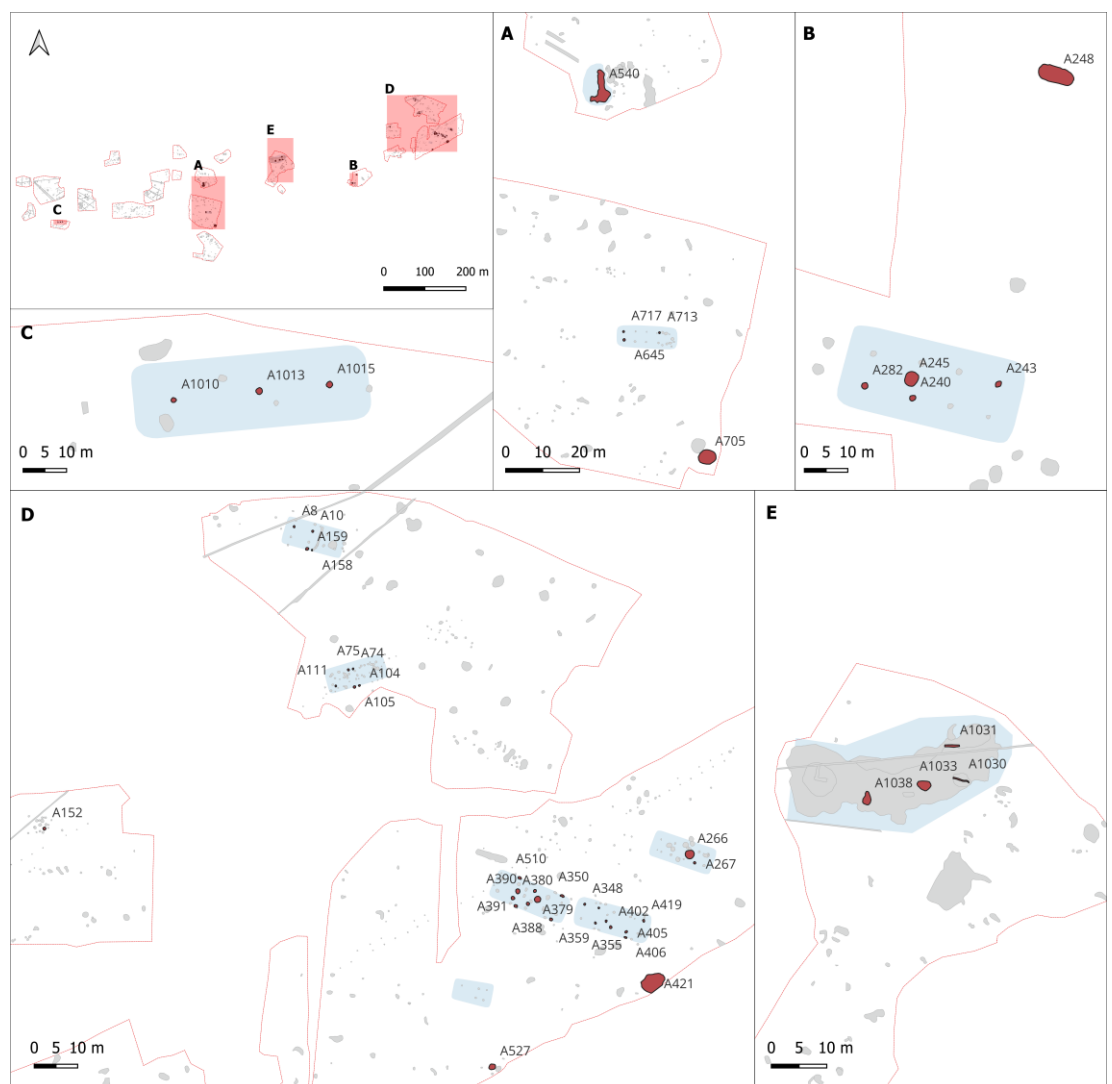 D
E
A
B
C
0 100 200 m
A
A540
A717 A713
A645
A705
0 10 20 m
B
A248
A282 A245 A243
A240
0 5 10 m
C
A1010 A1013 A1015
0 5 10 m
D
A8 A10
A159
A158
A75 A74
A111 A104
A105
A152
A266
A267
A510
A390 A380 A350 A348
A391 A379 A402 A419
A388 A359 A355 A405
A406
A421
A527
0 5 10 m
E
A1031
A1033 A1030
A1038
0 5 10 m